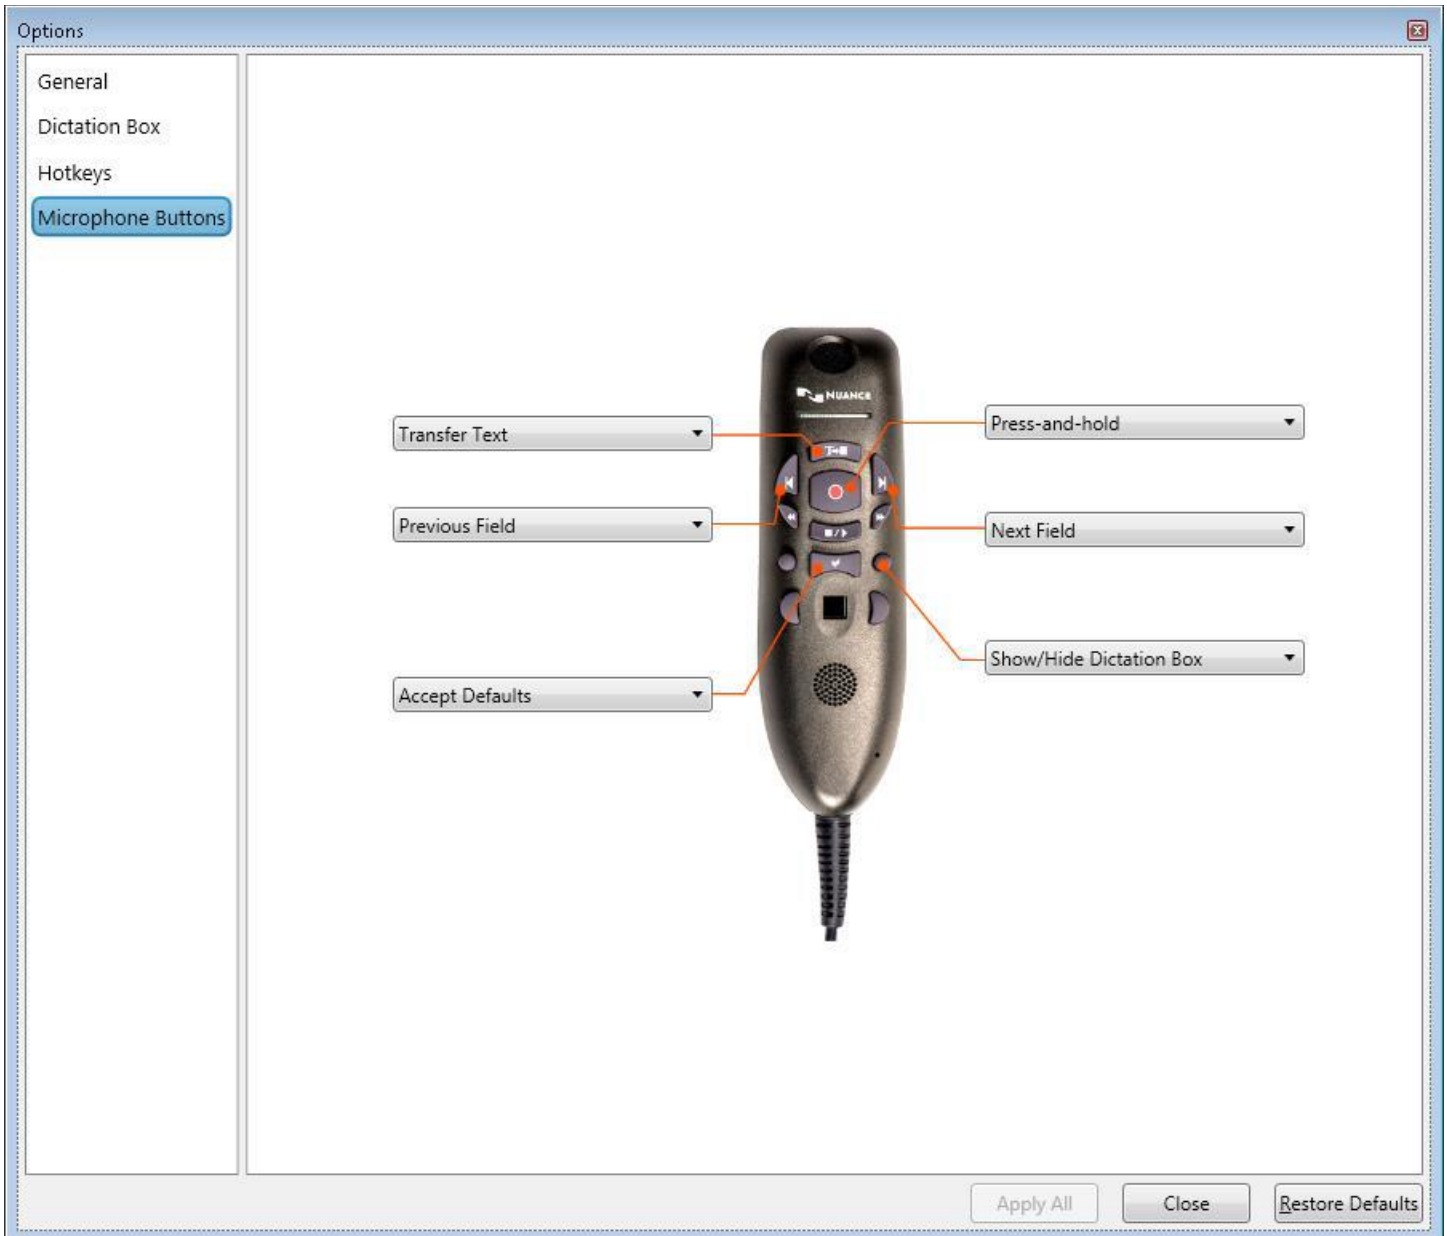 Options
General
Dictation Box
Hotkeys
Microphone Buttons
NUANCE
Transfer Text
Press-and-hold
Previous Field
Next Field
Show/Hide Dictation Box
Accept Defaults
Apply All
Close
Restore Defaults